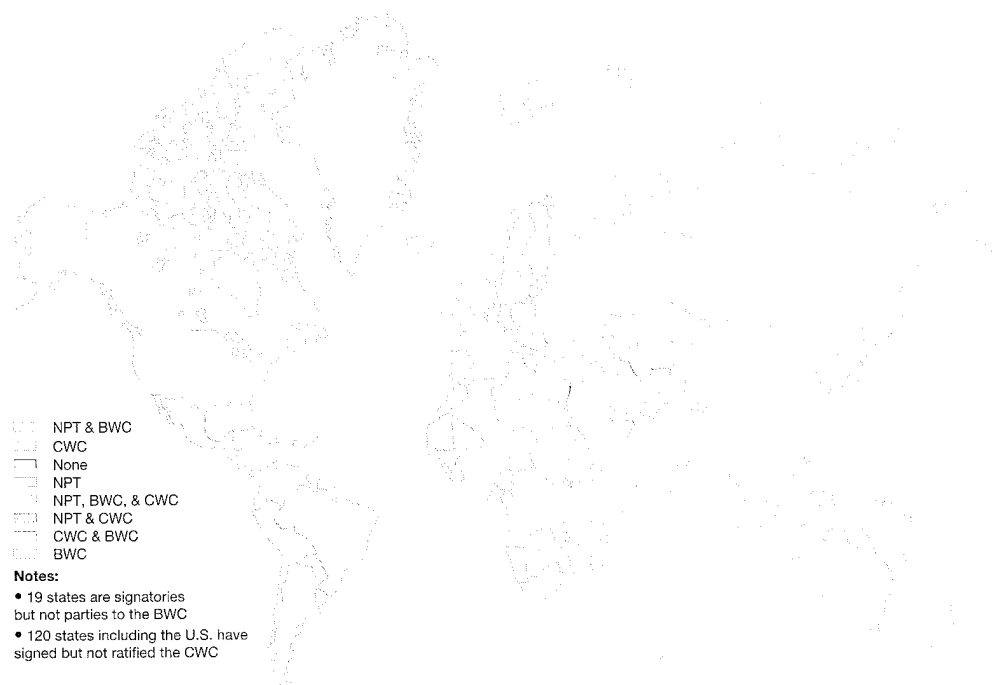 NPT & BWC
CWC
None
NPT
NPT, BWC, & CWC
NPT & CWC
CWC & BWC
BWC
Notes:
• 19 states are signatories
but not parties to the BWC
• 120 states including the U.S. have
signed but not ratified the CWC